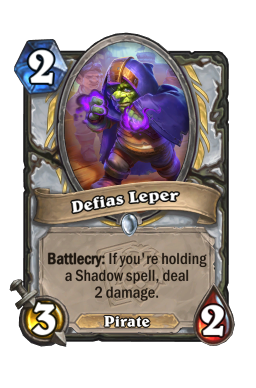 2
Defias Leper
Battlecry: If you're holding
a Shadow spell, deal
2 damage.
3
Pirate
2